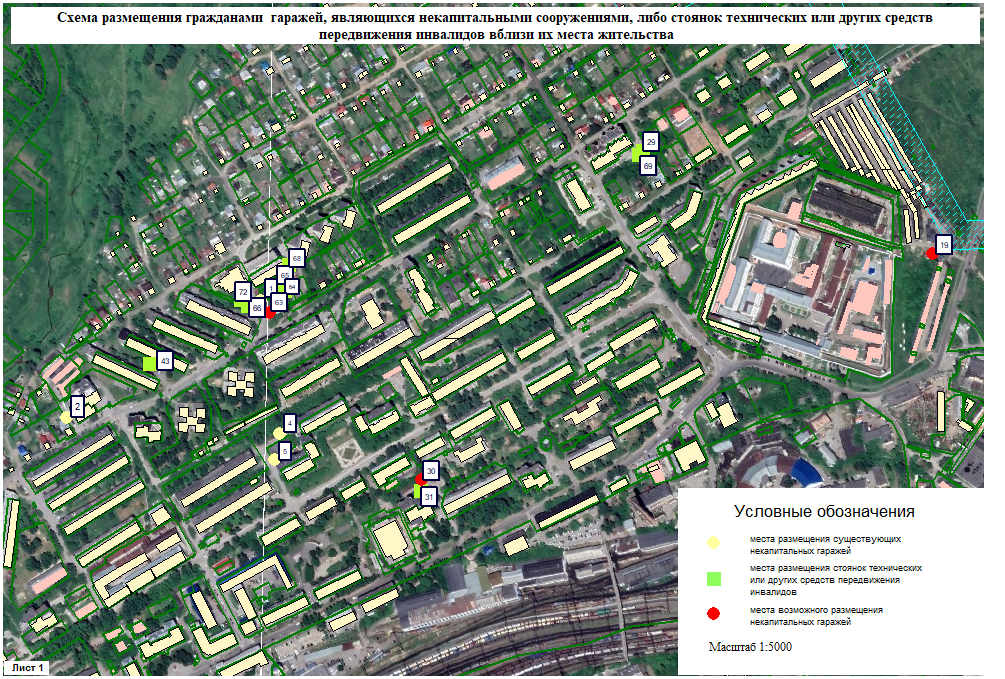 Схема размещения гражданами гаражей, являющихся некапитальными сооружениями, либо стоянок технических или других средств
передвижения инвалидов вблизи их места жительства
29
69
19
68
65
64
72
1
63
66
43
2
4
5
30
31
Условные обозначения
места размещения существующих
некапитальных гаражей
места размещения стоянок технических
или других средств передвижения
инвалидов
места возможного размещения
некапитальных гаражей
Масштаб 1:5000
Лист 1